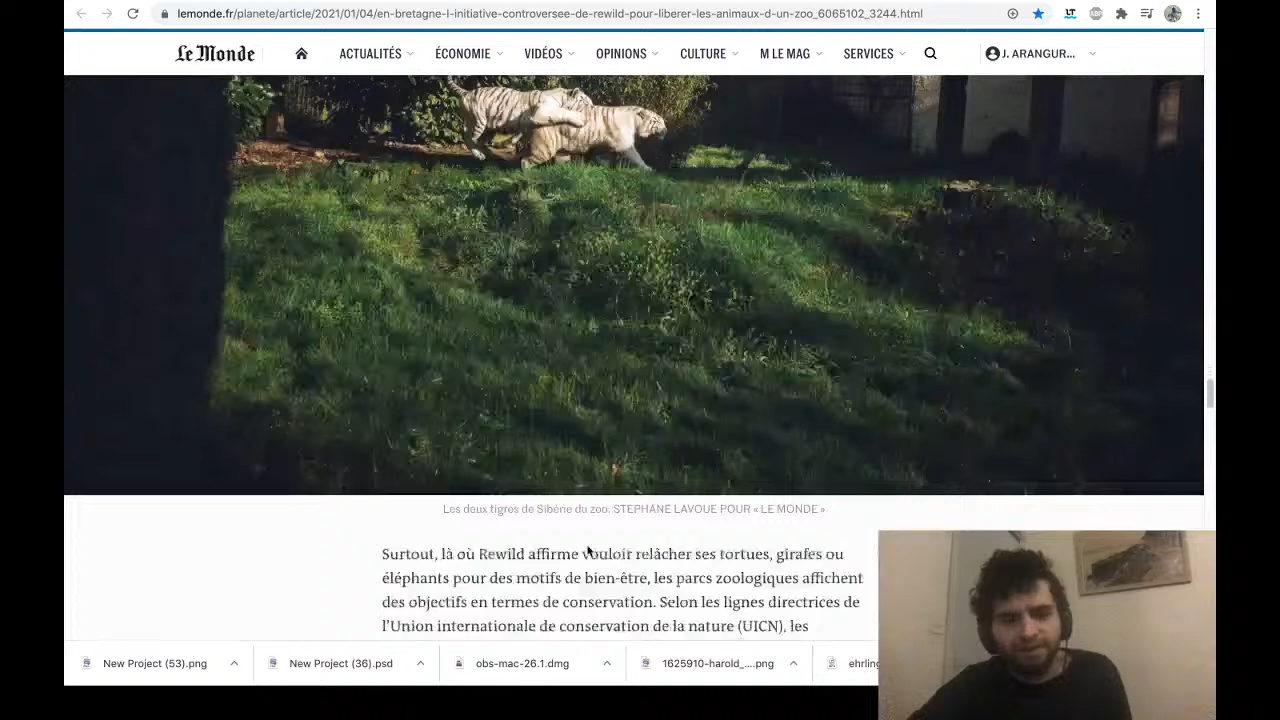 lemonde.fr/planete/article/2021/01/04/en-bretagne-l-initiative-controversee-de-rewild-pour-liberer-les-animaux-d-un-zoo_6065102_3244.html
Le Monde ACTUALITÉS ÉCONOMIE VIDÉOS OPINIONS CULTURE M LE MAG SERVICES J. ARANGUR...
Les deux tigres de Sibérie du zoo. STEPHANE LAVOUE POUR « LE MONDE »
Surtout, là où Rewild affirme vouloir relâcher ses tortues, girafes ou
éléphants pour des motifs de bien-être, les parcs zoologiques affichent
des objectifs en termes de conservation. Selon les lignes directrices de
l'Union internationale de conservation de la nature (UICN), les
New Project (53).png New Project (36).psd obs-mac-26.1.dmg 1625910-harold_....png ehrling